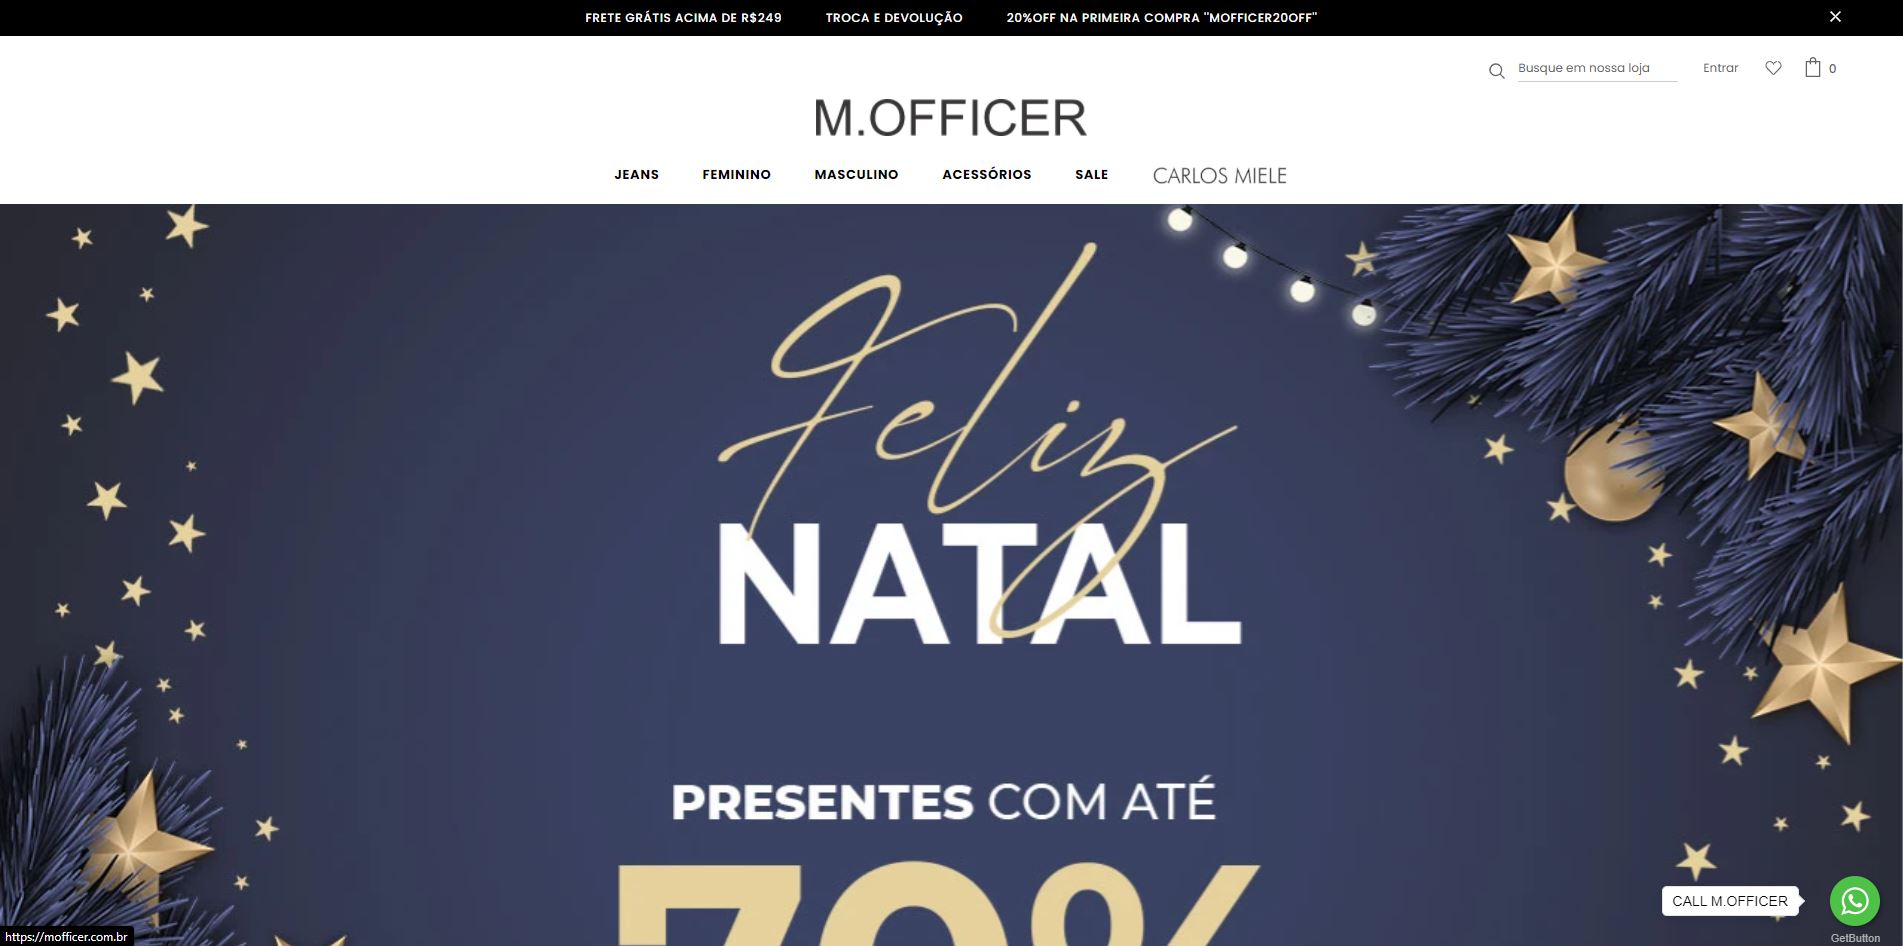 FRETE GRÁTIS ACIMA DE R$249 TROCA E DEVOLUÇÃO 20%OFF NA PRIMEIRA COMPRA "MOFFICER20OFF"
Busque em nossa loja Entrar 0
M.OFFICER
JEANS FEMININO MASCULINO ACESSÓRIOS SALE CARLOS MIELE
Feliz
NATAL
PRESENTES COM ATÉ
70%
CALL M.OFFICER
https://mofficer.com.br
GetButton